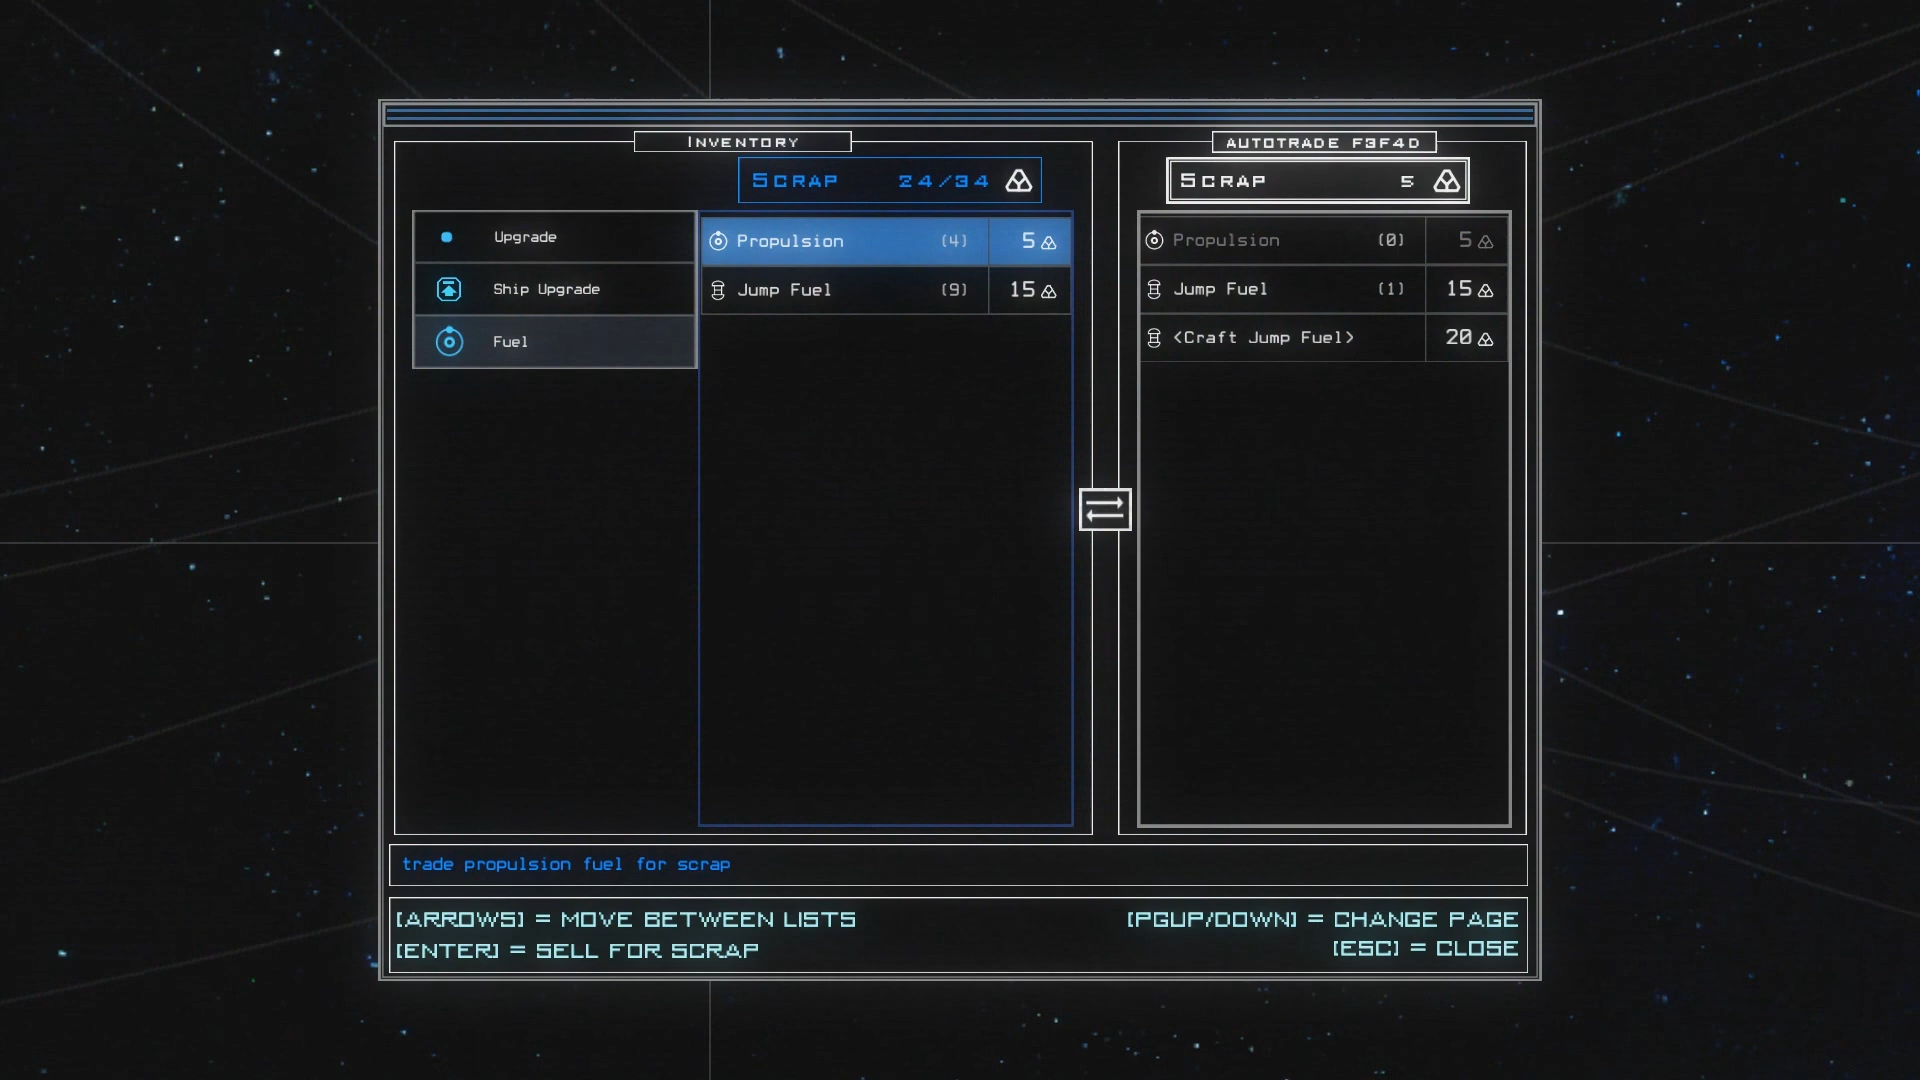 INVENTORY
SCRAP 24/34
Upgrade
Ship Upgrade
Fuel
Propulsion (4) 5
Jump Fuel (9) 15
AUTOTRADE F3F4D
SCRAP 5
Propulsion (0) 5
Jump Fuel (1) 15
<Craft Jump Fuel> 20
trade propulsion fuel for scrap
[ARROWS] = MOVE BETWEEN LISTS
[ENTER] = SELL FOR SCRAP
[PGUP/DOWN] = CHANGE PAGE
[ESC] = CLOSE